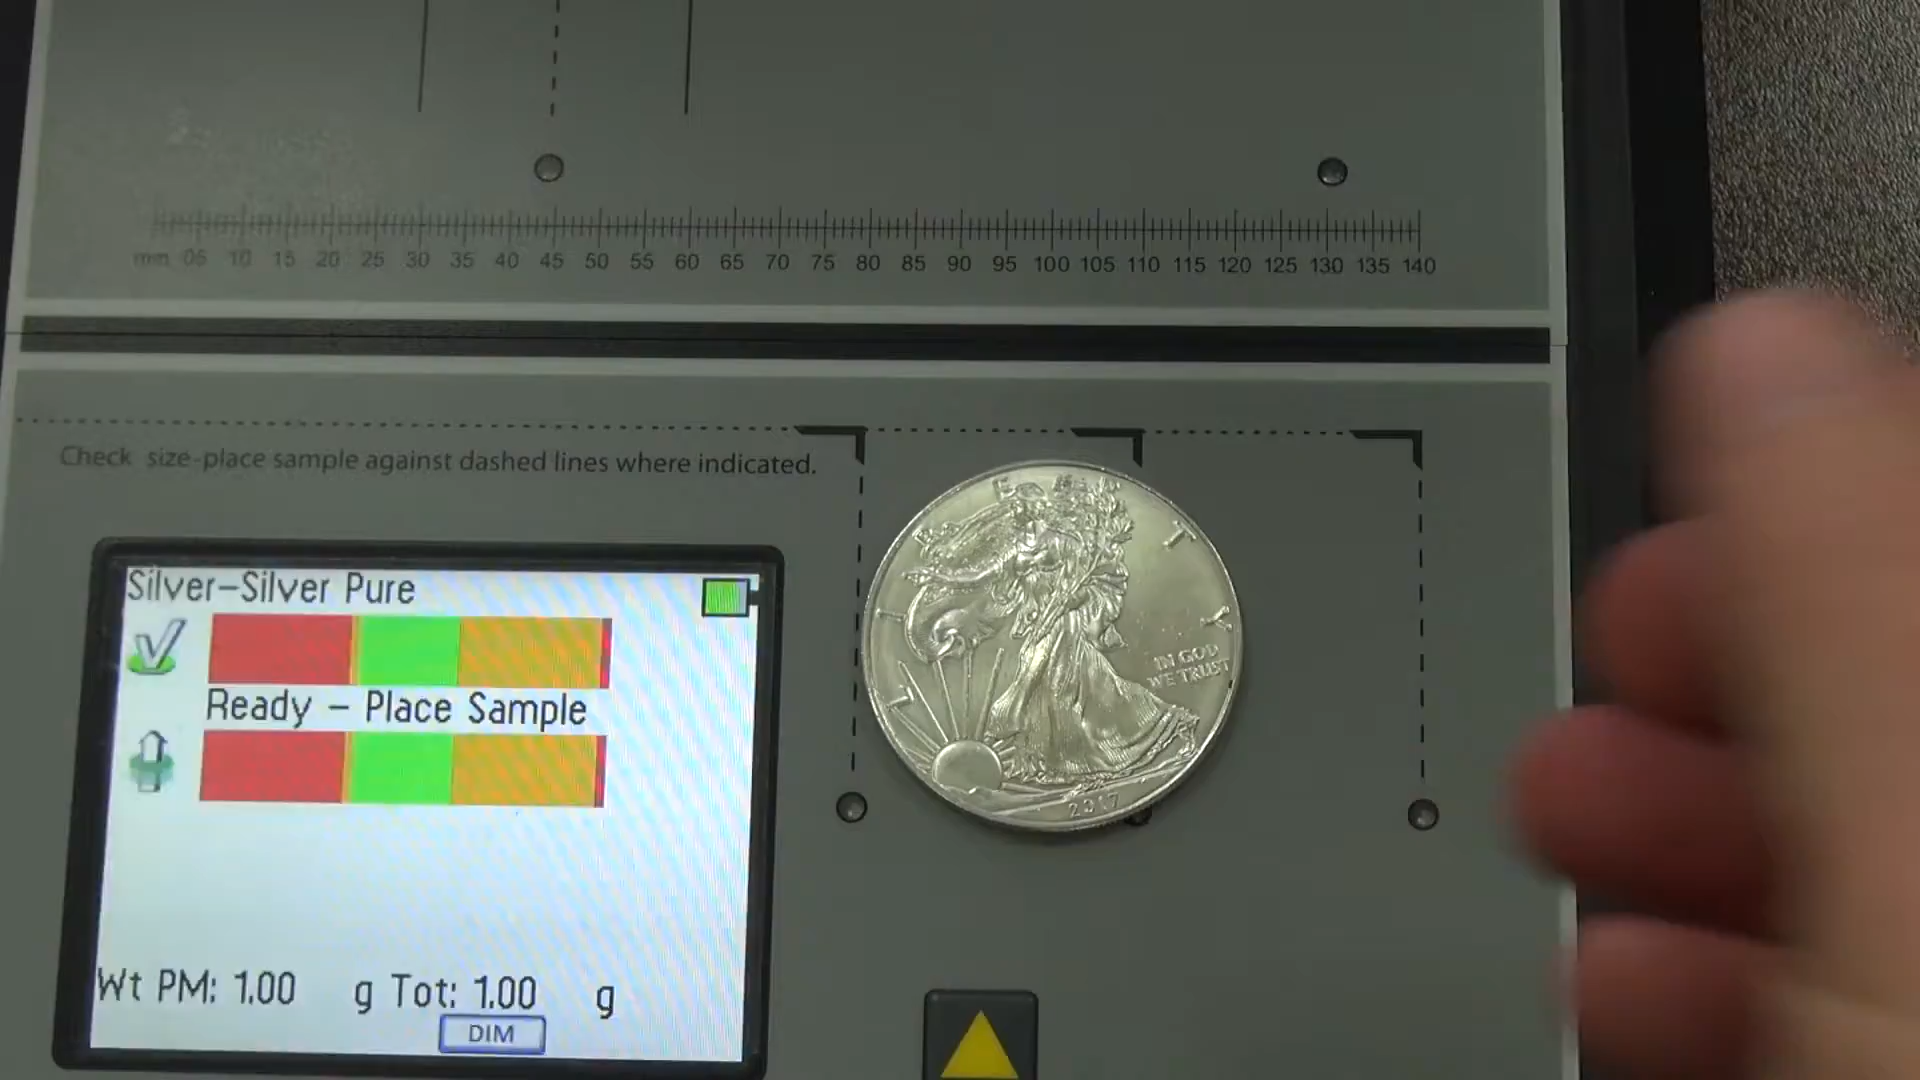 mm 05 10 15 20 25 30 35 40 45 50 55 60 65 70 75 80 85 90 95 100 105 110 115 120 125 130 135 140
Check size-place sample against dashed lines where indicated.
Silver-Silver Pure
Ready - Place Sample
Wt PM: 1.00 g Tot: 1.00 g
DIM
LIBERTY
IN GOD
WE TRUST
2017